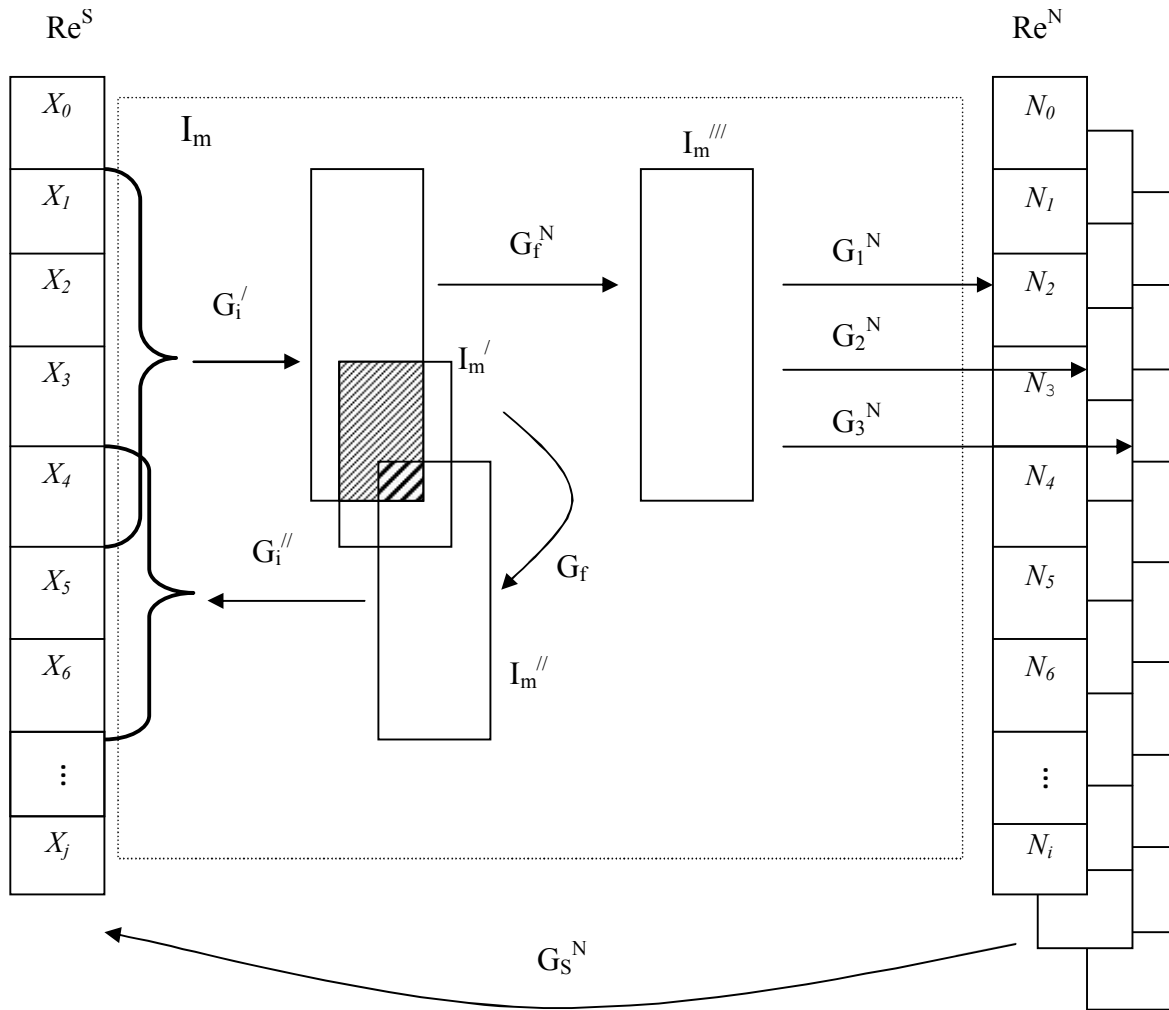 Re^S
Re^N
X_0
X_1
X_2
X_3
X_4
X_5
X_6
⋮
X_j
I_m
G_i^/
I_m^/
G_f^N
I_m^///
G_1^N
G_2^N
G_3^N
G_f
G_i^//
I_m^//
N_0
N_1
N_2
N_3
N_4
N_5
N_6
⋮
N_i
G_S^N